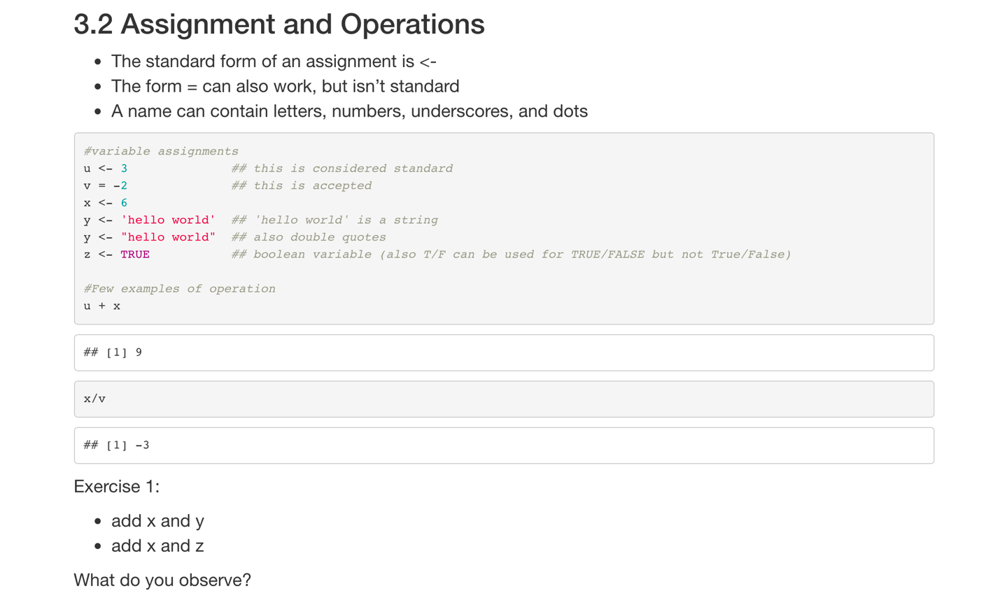 3.2 Assignment and Operations
• The standard form of an assignment is <-
• The form = can also work, but isn’t standard
• A name can contain letters, numbers, underscores, and dots
#variable assignments
u <- 3              ## this is considered standard
v = -2              ## this is accepted
x <- 6
y <- 'hello world'  ## 'hello world' is a string
y <- "hello world"  ## also double quotes
z <- TRUE           ## boolean variable (also T/F can be used for TRUE/FALSE but not True/False)
#Few examples of operation
u + x
## [1] 9
x/v
## [1] -3
Exercise 1:
• add x and y
• add x and z
What do you observe?